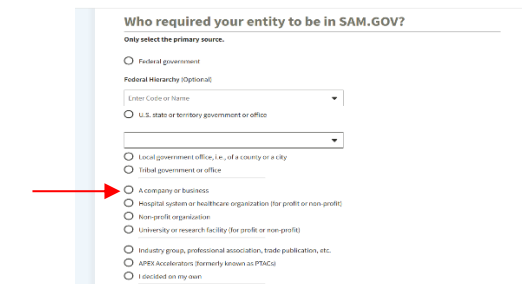 Who required your entity to be in SAM.GOV?
Only select the primary source.
Federal government
Federal Hierarchy (Optional)
Enter Code or Name
U.S. state or territory government or office
Local government office, i.e., of a county or a city
Tribal government or office
A company or business
Hospital system or healthcare organization (for profit or non-profit)
Non-profit organization
University or research facility (for profit or non-profit)
Industry group, professional association, trade publication, etc.
APEX Accelerators (formerly known as PTACs)
I decided on my own